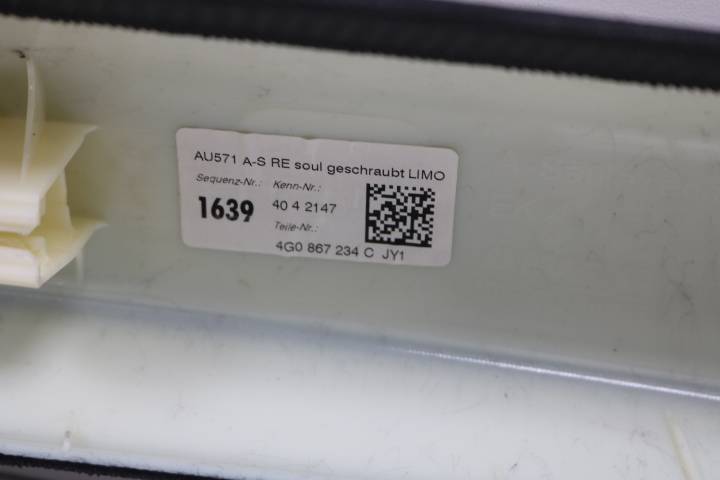 AU571 A-S RE soul geschraubt LIMO
Sequenz-Nr.: Kenn-Nr.:
1639 40 4 2147
Teile-Nr.:
4G0 867 234 C JY1